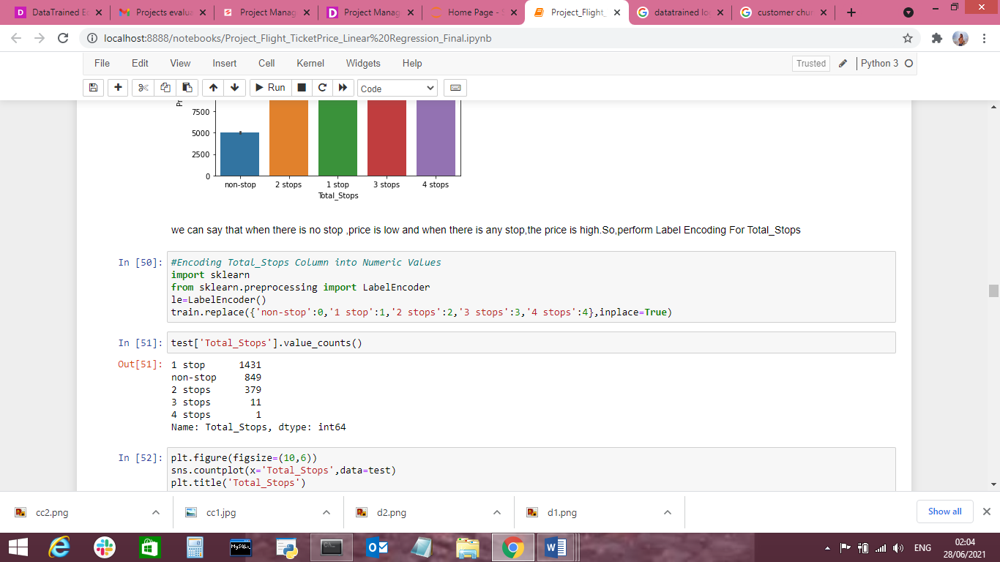 DataTrained Ed
Projects evalua
Project Manag
Project Manag
Home Page -
Project_Flight_
datatrained lo
customer chur
localhost:8888/notebooks/Project_Flight_TicketPrice_Linear%20Regression_Final.ipynb
File Edit View Insert Cell Kernel Widgets Help
Trusted Python 3
Run Code
7500
5000
2500
0
non-stop 2 stops 1 stop 3 stops 4 stops
Total_Stops
we can say that when there is no stop ,price is low and when there is any stop,the price is high.So,perform Label Encoding For Total_Stops
In [50]: #Encoding Total_Stops Column into Numeric Values
import sklearn
from sklearn.preprocessing import LabelEncoder
le=LabelEncoder()
train.replace({'non-stop':0,'1 stop':1,'2 stops':2,'3 stops':3,'4 stops':4},inplace=True)
In [51]: test['Total_Stops'].value_counts()
Out[51]: 1 stop 1431
non-stop 849
2 stops 379
3 stops 11
4 stops 1
Name: Total_Stops, dtype: int64
In [52]: plt.figure(figsize=(10,6))
sns.countplot(x='Total_Stops',data=test)
plt.title('Total_Stops')
cc2.png cc1.jpg d2.png d1.png Show all
MySQL
ENG
02:04
28/06/2021